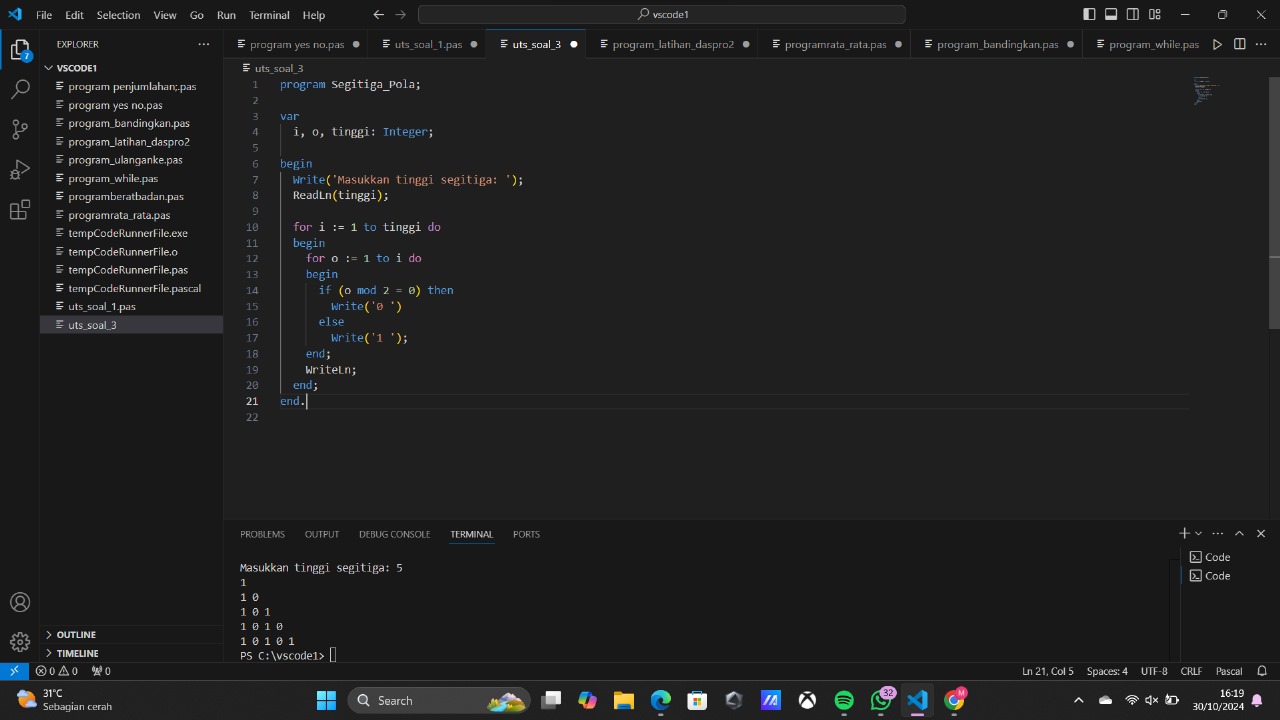 File Edit Selection View Go Run Terminal Help
vscode1
EXPLORER
program yes no.pas
uts_soal_1.pas
uts_soal_3
program_latihan_daspro2
programrata_rata.pas
program_bandingkan.pas
program_while.pas
7
VSCODE1
program penjumlahan;.pas
program yes no.pas
program_bandingkan.pas
program_latihan_daspro2
program_ulanganke.pas
program_while.pas
programberatbadan.pas
programrata_rata.pas
tempCodeRunnerFile.exe
tempCodeRunnerFile.o
tempCodeRunnerFile.pas
tempCodeRunnerFile.pascal
uts_soal_1.pas
uts_soal_3
OUTLINE
TIMELINE
uts_soal_3
1 program Segitiga_Pola;
2
3 var
4 i, o, tinggi: Integer;
5
6 begin
7 Write('Masukkan tinggi segitiga: ');
8 ReadLn(tinggi);
9
10 for i := 1 to tinggi do
11 begin
12 for o := 1 to i do
13 begin
14 if (o mod 2 = 0) then
15 Write('0 ')
16 else
17 Write('1 ');
18 end;
19 WriteLn;
20 end;
21 end.
22
PROBLEMS OUTPUT DEBUG CONSOLE TERMINAL PORTS
Masukkan tinggi segitiga: 5
1
1 0
1 0 1
1 0 1 0
1 0 1 0 1
PS C:\vscode1>
Code
Code
0 0 0
Ln 21, Col 5 Spaces: 4 UTF-8 CRLF Pascal
31°C
Sebagian cerah
Search
32
M
16:19
30/10/2024